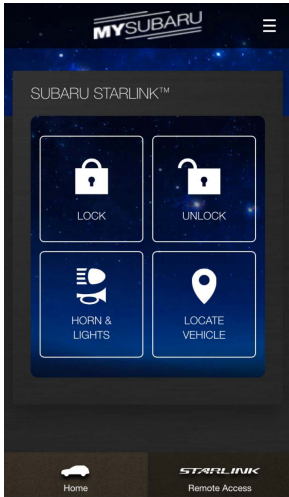 MYSUBARU
SUBARU STARLINK™
LOCK
UNLOCK
HORN &
LIGHTS
LOCATE
VEHICLE
Home
STARLINK
Remote Access